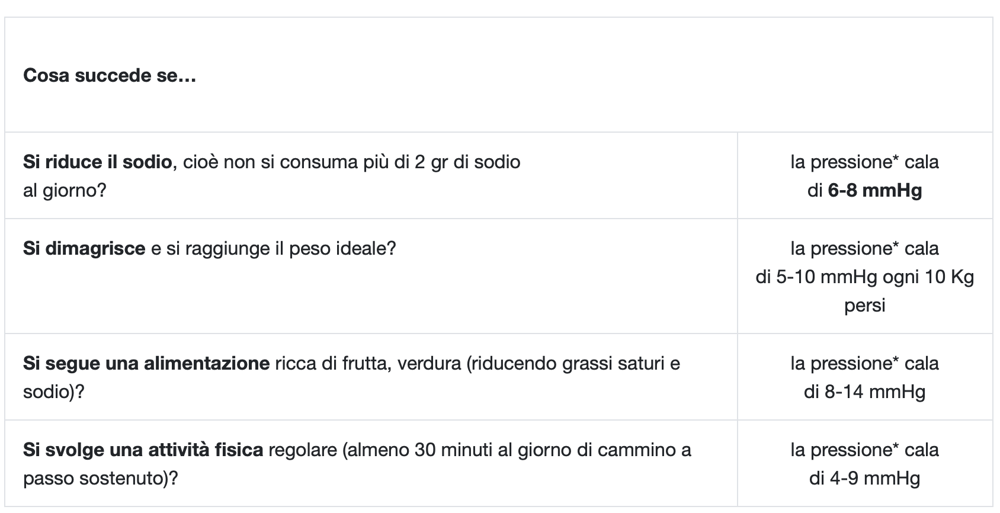 Cosa succede se...
Si riduce il sodio, cioè non si consuma più di 2 gr di sodio
al giorno?
la pressione* cala
di 6-8 mmHg
Si dimagrisce e si raggiunge il peso ideale?
la pressione* cala
di 5-10 mmHg ogni 10 Kg
persi
Si segue una alimentazione ricca di frutta, verdura (riducendo grassi saturi e
sodio)?
la pressione* cala
di 8-14 mmHg
Si svolge una attività fisica regolare (almeno 30 minuti al giorno di cammino a
passo sostenuto)?
la pressione* cala
di 4-9 mmHg